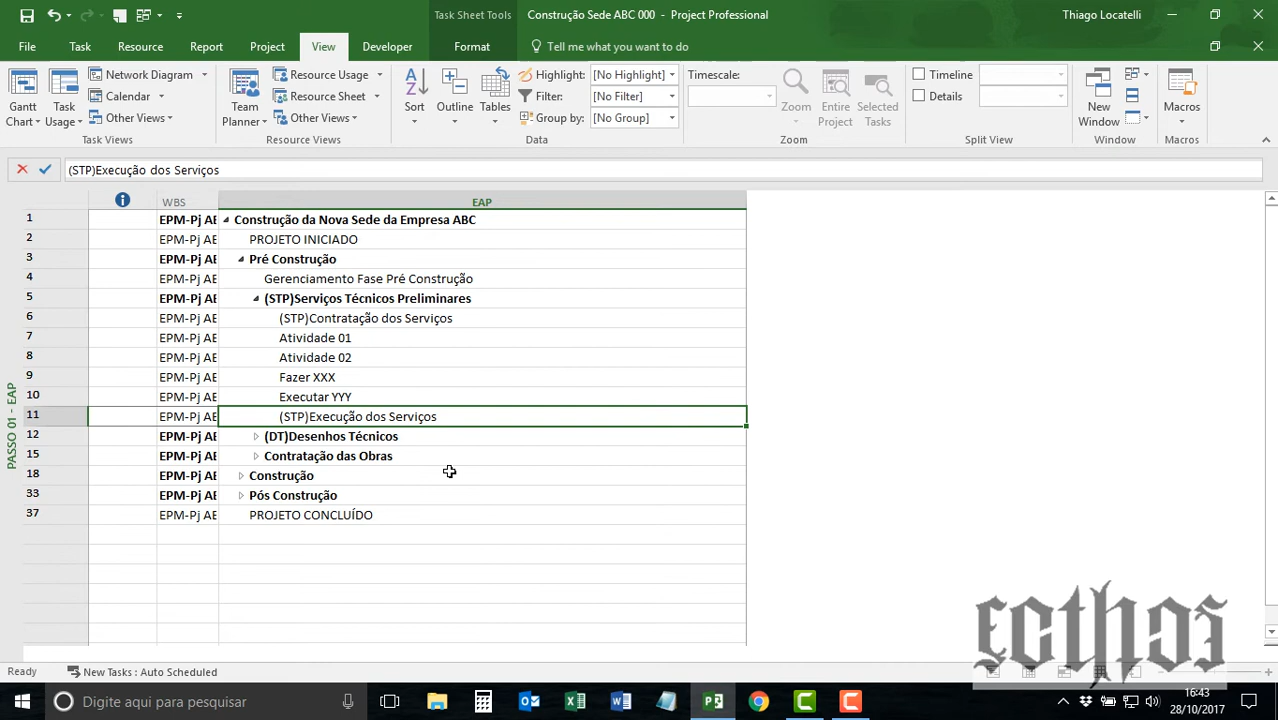 Task Sheet Tools
Construção Sede ABC 000 - Project Professional
Thiago Locatelli
File Task Resource Report Project View Developer Format Tell me what you want to do
Gantt Chart
Task Usage
Network Diagram
Calendar
Other Views
Task Views
Team Planner
Resource Usage
Resource Sheet
Other Views
Resource Views
Sort
Outline
Tables
Highlight: [No Highlight]
Filter: [No Filter]
Group by: [No Group]
Data
Timescale:
Zoom
Entire Project
Selected Tasks
Zoom
Timeline
Details
Split View
New Window
Window
Macros
Macros
(STP)Execução dos Serviços
WBS EAP
1 EPM-Pj AE Construção da Nova Sede da Empresa ABC
2 EPM-Pj AE PROJETO INICIADO
3 EPM-Pj AE Pré Construção
4 EPM-Pj AE Gerenciamento Fase Pré Construção
5 EPM-Pj AE (STP)Serviços Técnicos Preliminares
6 EPM-Pj AE (STP)Contratação dos Serviços
7 EPM-Pj AE Atividade 01
8 EPM-Pj AE Atividade 02
9 EPM-Pj AE Fazer XXX
10 EPM-Pj AE Executar YYY
11 EPM-Pj AE (STP)Execução dos Serviços
12 EPM-Pj AE (DT)Desenhos Técnicos
15 EPM-Pj AE Contratação das Obras
18 EPM-Pj AE Construção
33 EPM-Pj AE Pós Construção
37 EPM-Pj AE PROJETO CONCLUÍDO
PASSO 01 - EAP
Ready New Tasks : Auto Scheduled
Digite aqui para pesquisar
16:43
28/10/2017